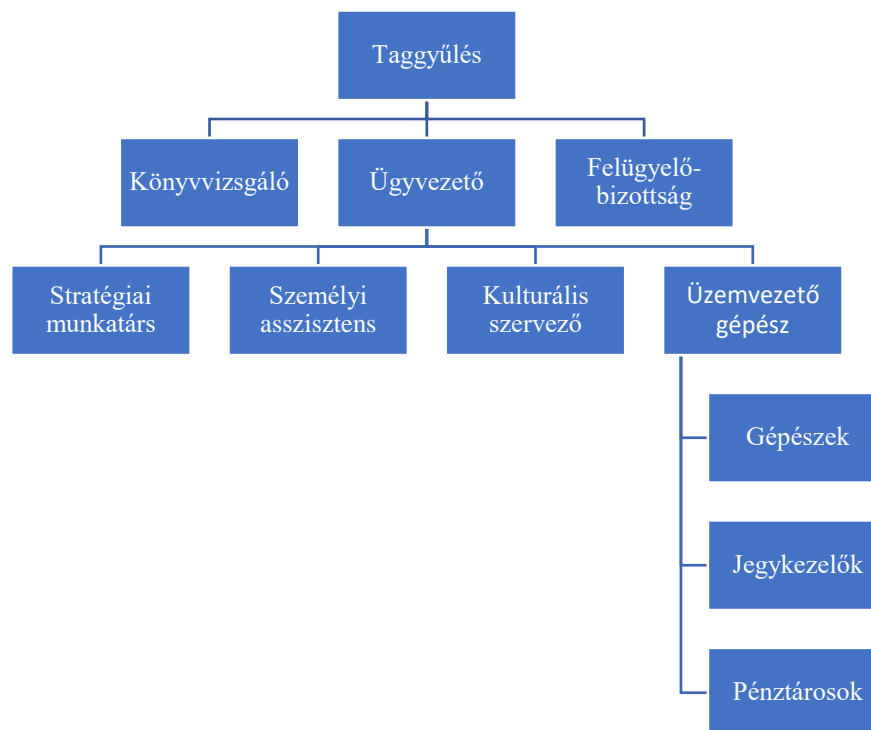 Taggyűlés
Könyvvizsgáló
Ügyvezető
Felügyelő-
bizottság
Stratégiai
munkatárs
Személyi
asszisztens
Kulturális
szervező
Üzemvezető
gépész
Gépészek
Jegykezelők
Pénztárosok